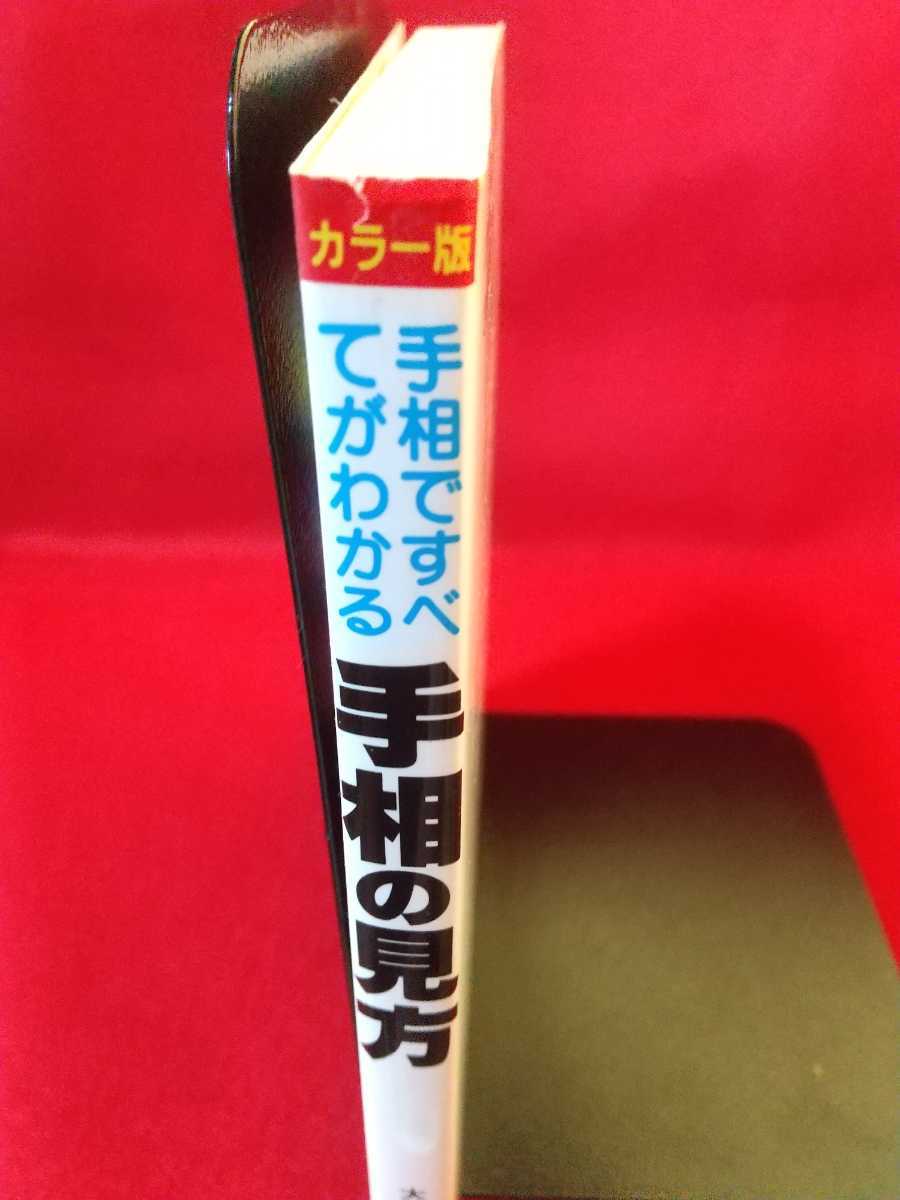 カラー版
手相ですべ
てがわかる
手相の見方